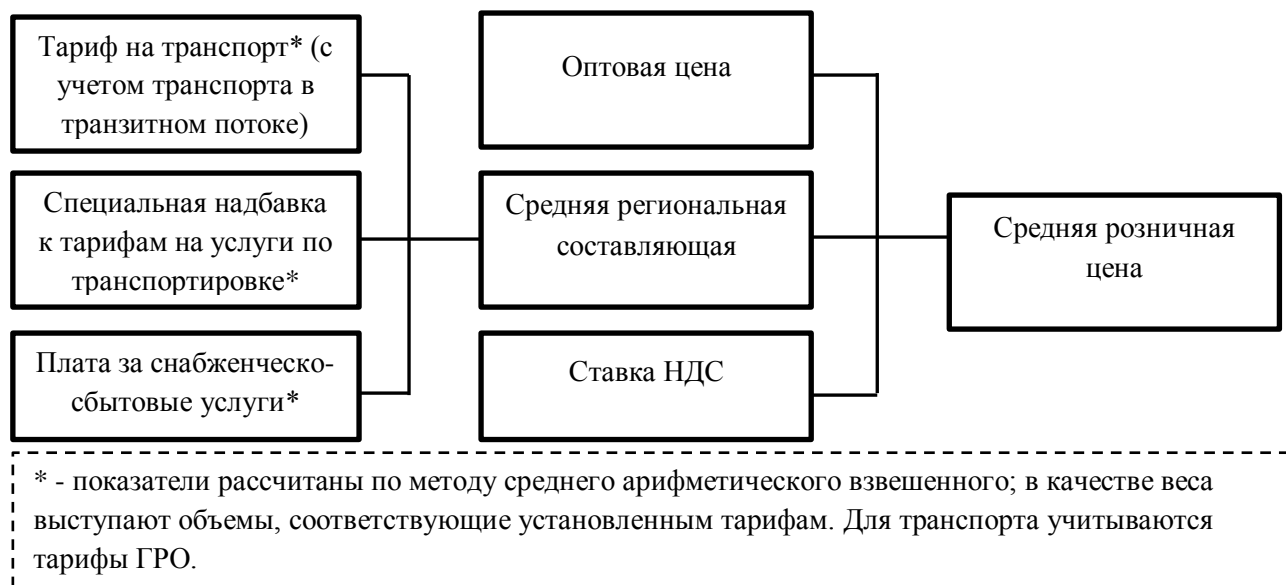 Тариф на транспорт* (с
учетом транспорта в
транзитном потоке)
Специальная надбавка
к тарифам на услуги по
транспортировке*
Плата за снабженческо-
сбытовые услуги*
Оптовая цена
Средняя региональная
составляющая
Ставка НДС
Средняя розничная
цена
* - показатели рассчитаны по методу среднего арифметического взвешенного; в качестве веса
выступают объемы, соответствующие установленным тарифам. Для транспорта учитываются
тарифы ГРО.